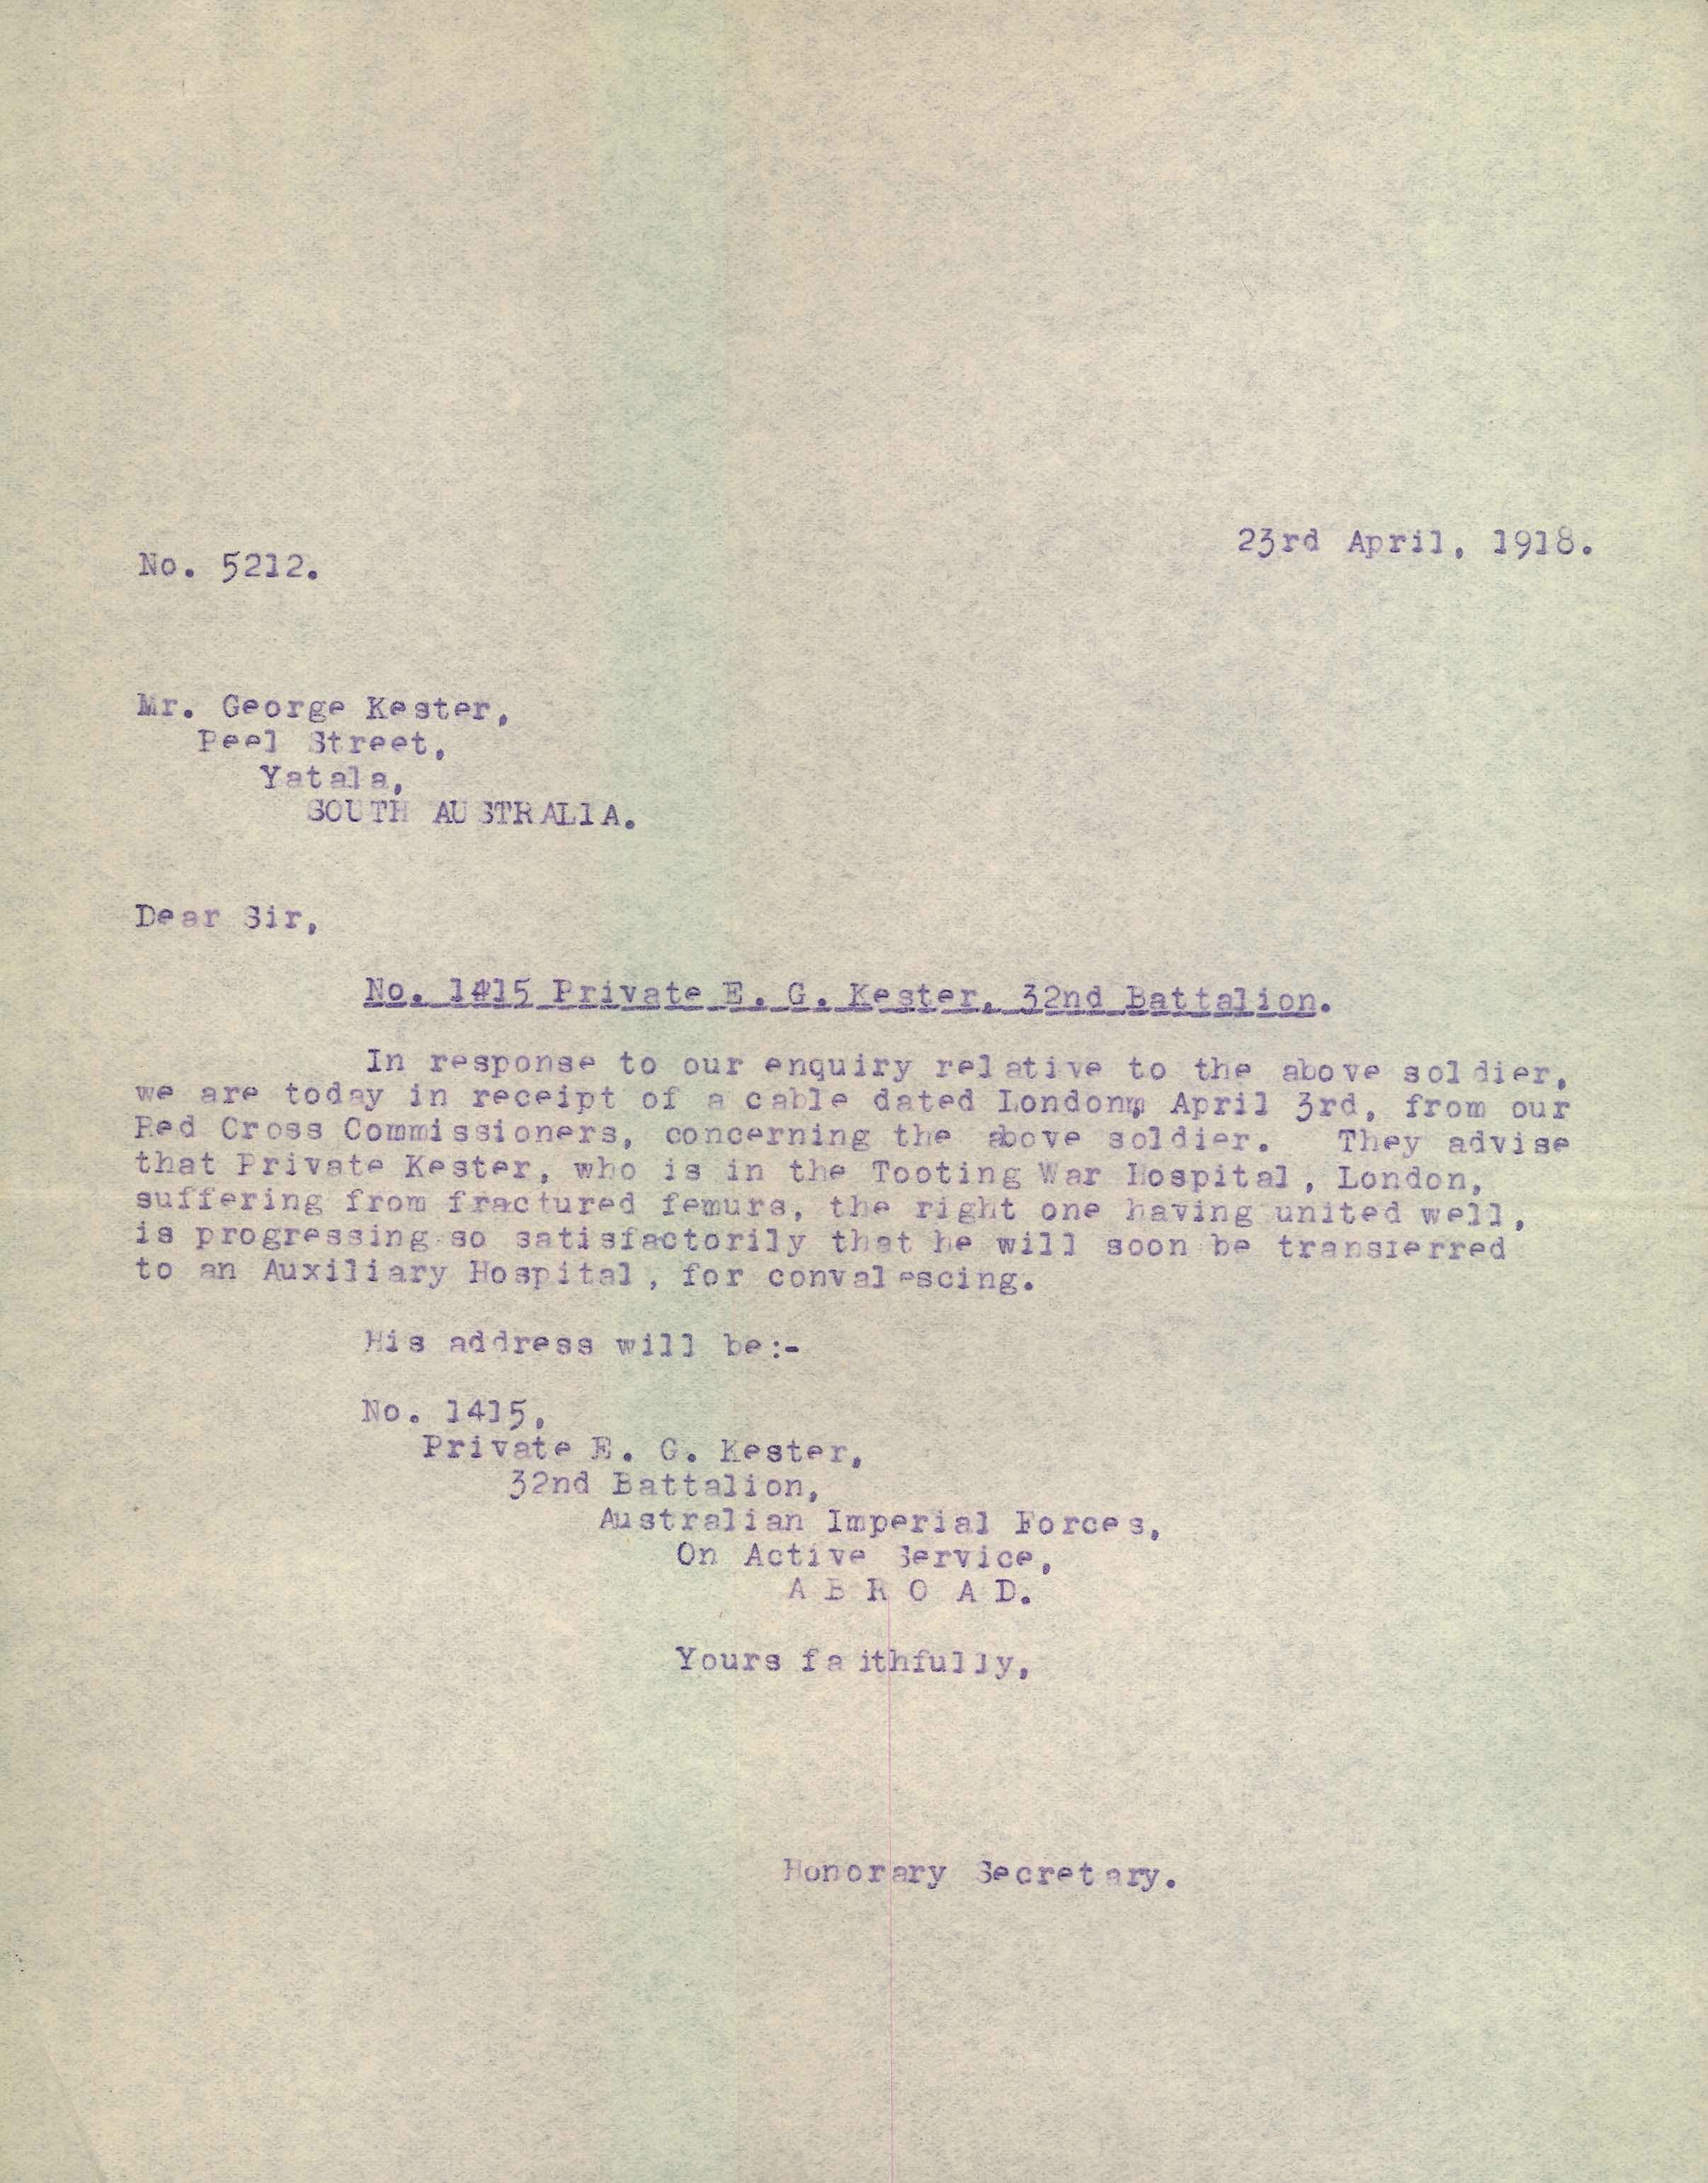 23rd April, 1918.
No. 5212.
Mr. George Kester,
Peel Street,
Yatala,
SOUTH AUSTRALIA.
Dear Sir,
No. 1415 Private E. G. Kester, 32nd Battalion.
In response to our enquiry relative to the above soldier,
we are today in receipt of a cable dated London, April 3rd, from our
Red Cross Commissioners, concerning the above soldier. They advise
that Private Kester, who is in the Tooting War Hospital, London,
suffering from fractured femurs, the right one having united well,
is progressing so satisfactorily that he will soon be transferred
to an Auxiliary Hospital, for convalescing.
His address will be:-
No. 1415,
Private E. G. Kester,
32nd Battalion,
Australian Imperial Forces,
On Active Service,
A B R O A D.
Yours faithfully,
Honorary Secretary.